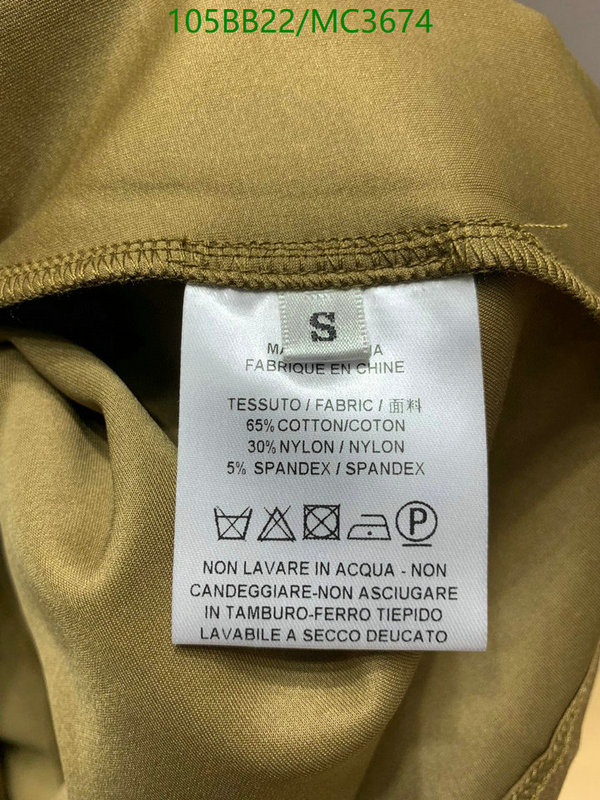 105BB22/MC3674
S
FABRIQUE EN CHINE
TESSUTO / FABRIC / 面料
65% COTTON/COTON
30% NYLON / NYLON
5% SPANDEX / SPANDEX
P
NON LAVARE IN ACQUA - NON
CANDEGGIARE-NON ASCIUGARE
IN TAMBURO-FERRO TIEPIDO
LAVABILE A SECCO DEUCATO